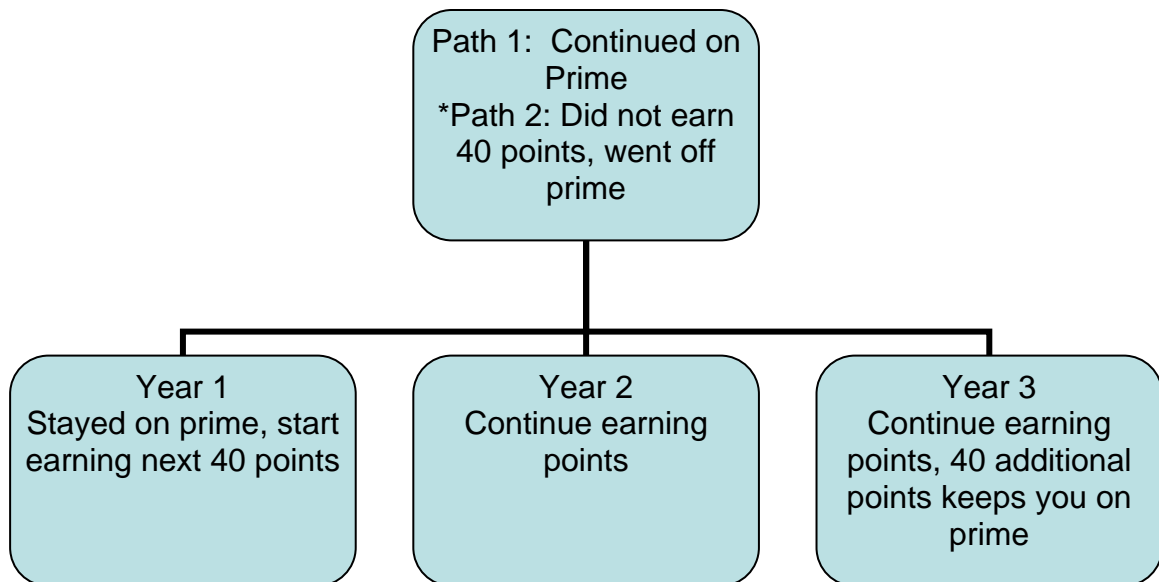 Path 1:  Continued on
Prime
*Path 2: Did not earn
40 points, went off
prime
Year 1
Stayed on prime, start
earning next 40 points
Year 2
Continue earning
points
Year 3
Continue earning
points, 40 additional
points keeps you on
prime